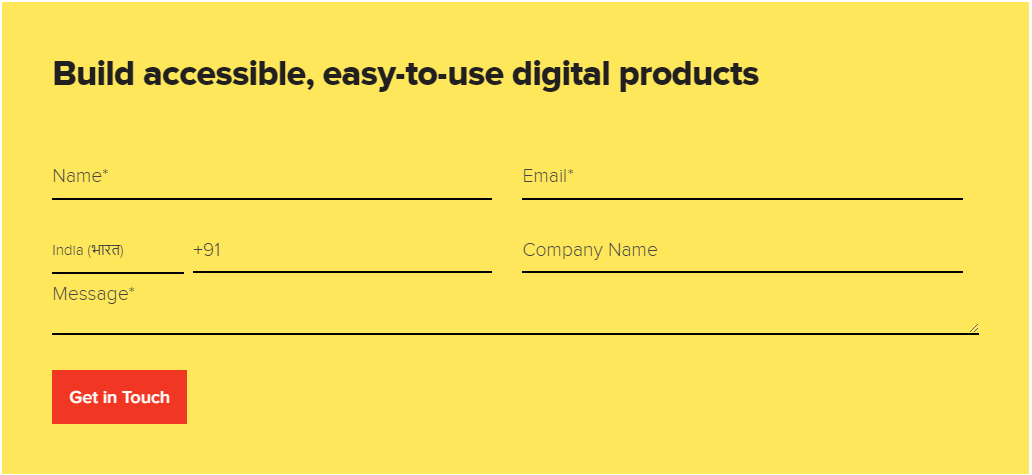 Build accessible, easy-to-use digital products
Name* Email*
India (भारत) +91 Company Name
Message*
Get in Touch